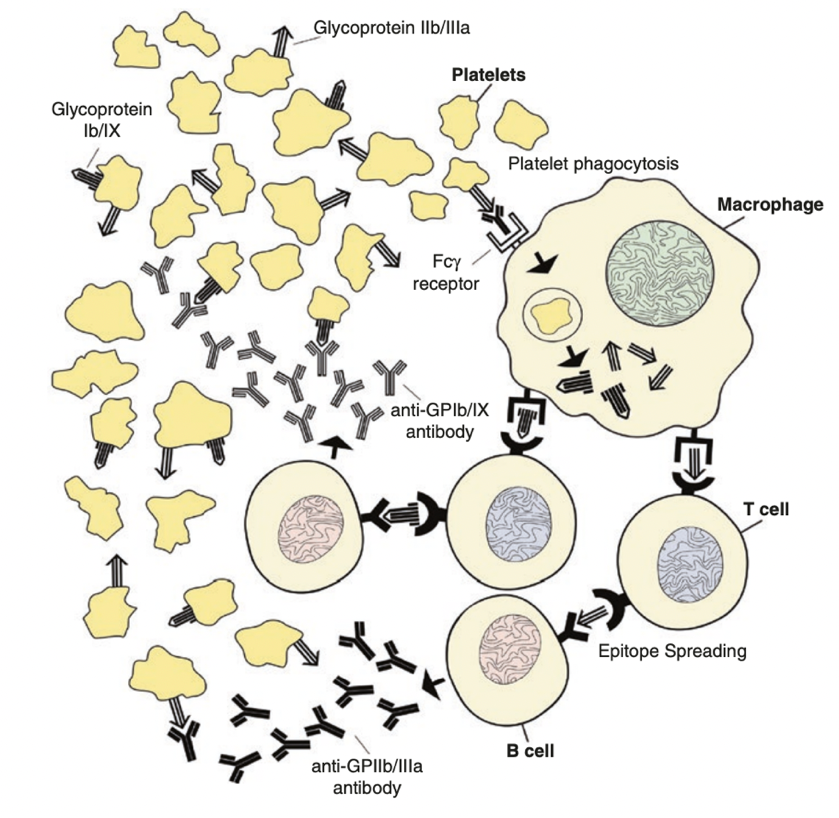 Glycoprotein IIb/IIIa
Platelets
Glycoprotein
Ib/IX
Platelet phagocytosis
Macrophage
Fcγ
receptor
anti-GPIb/IX
antibody
T cell
Epitope Spreading
B cell
anti-GPIIb/IIIa
antibody